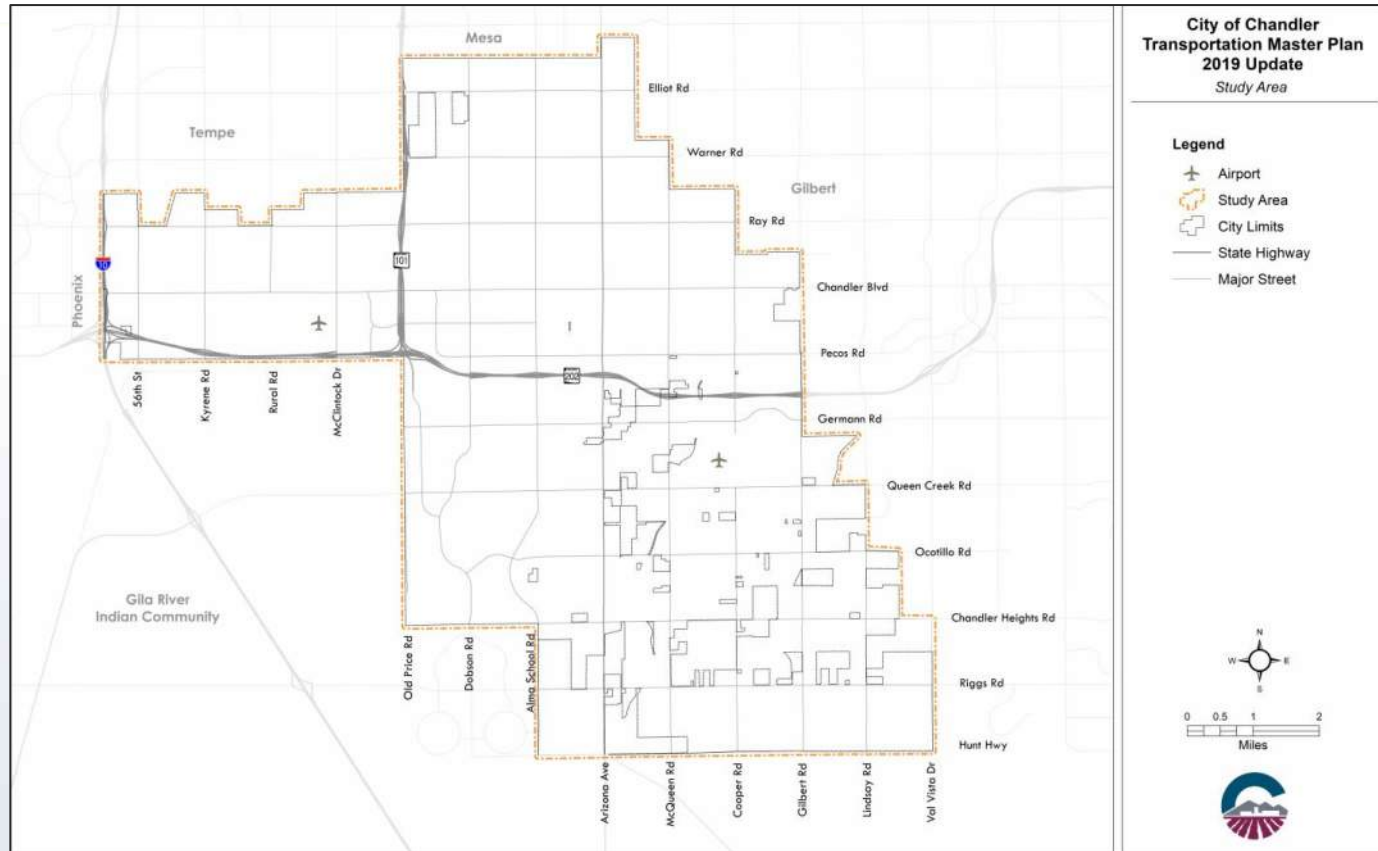 City of Chandler
Transportation Master Plan
2019 Update
Study Area
Legend
Airport
Study Area
City Limits
State Highway
Major Street
Mesa
Tempe
Gilbert
Phoenix
Gila River
Indian Community
Elliot Rd
Warner Rd
Ray Rd
Chandler Blvd
Pecos Rd
Germann Rd
Queen Creek Rd
Ocotillo Rd
Chandler Heights Rd
Riggs Rd
Hunt Hwy
10
101
202
56th St
Kyrene Rd
Rural Rd
McClintock Dr
Old Price Rd
Dobson Rd
Alma School Rd
Arizona Ave
McQueen Rd
Cooper Rd
Gilbert Rd
Lindsay Rd
Val Vista Dr
N
W
E
S
0 0.5 1 2
Miles